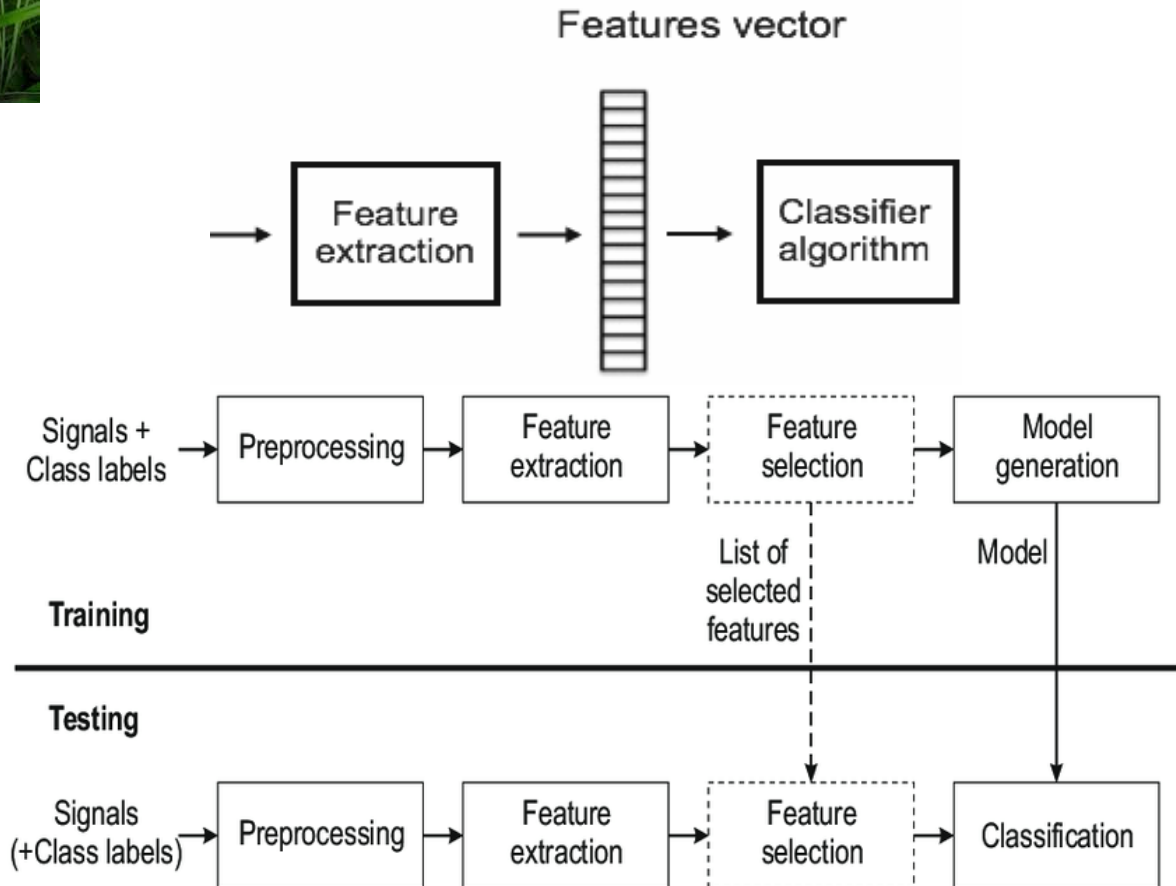 Features vector
Feature
extraction
Classifier
algorithm
Signals +
Class labels
Preprocessing
Feature
extraction
Feature
selection
Model
generation
List of
selected
features
Model
Training
Testing
Signals
(+Class labels)
Preprocessing
Feature
extraction
Feature
selection
Classification